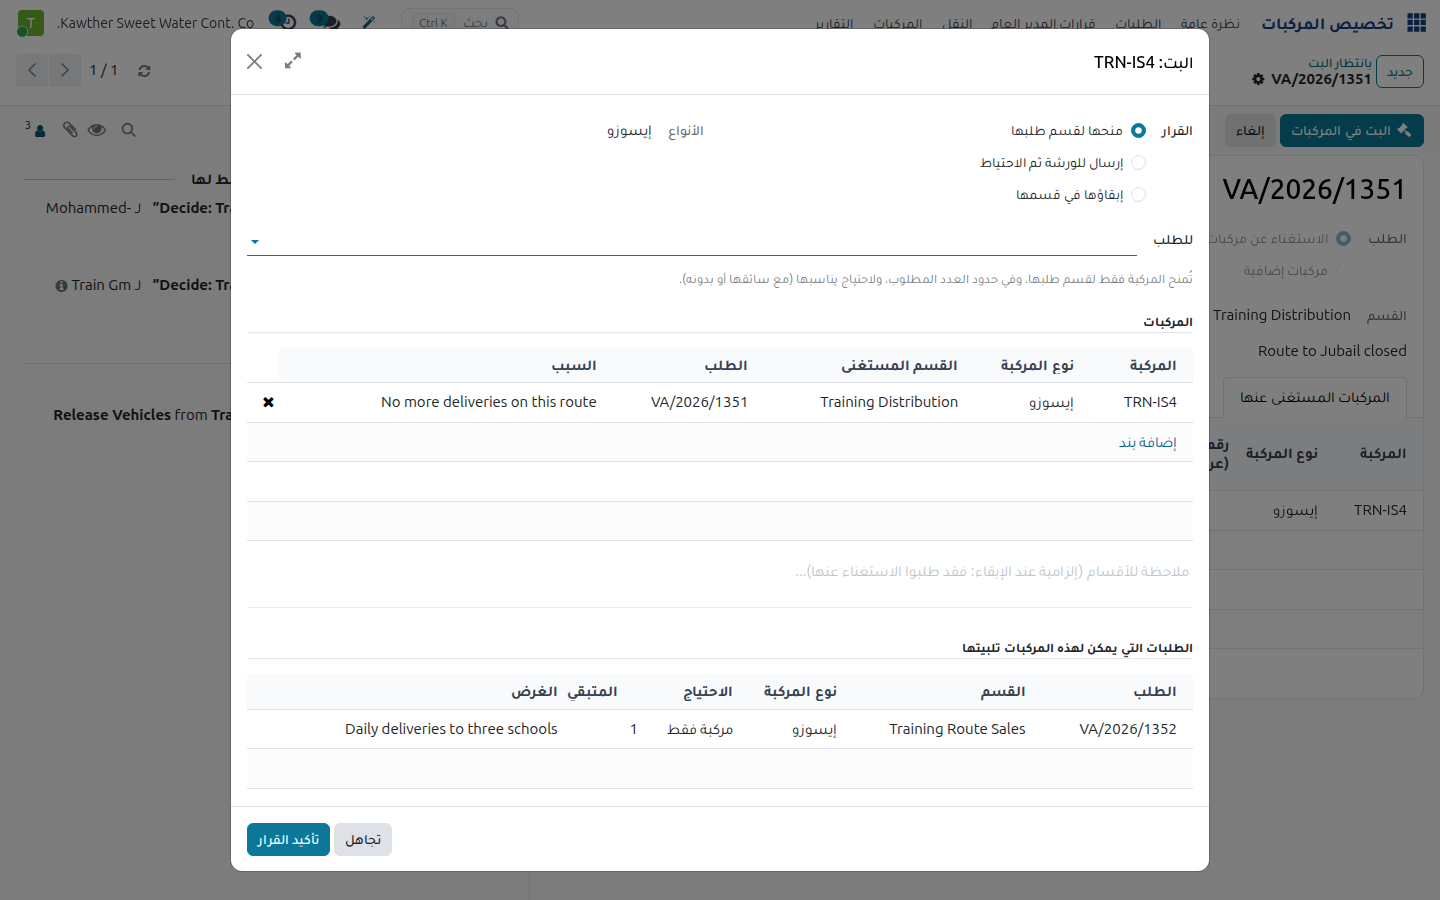 تخصيص المركبات
نظرة عامة
الطلبات
قرارات المدير العام
النقل
المركبات
التقارير
بحث
Ctrl K
Kawther Sweet Water Cont. Co.
T
جديد
بانتظار البت
VA/2026/1351
1 / 1
البت في المركبات
إلغاء
3
VA/2026/1351
الطلب
الاستغناء عن مركبات
مركبات إضافية
القسم
Training Distribution
Route to Jubail closed
المركبات المستغنى عنها
المركبة
نوع المركبة
TRN-IS4
إيسوزو
"Decide: Tr لـ Mohammed-
"Decide: Tr لـ Train Gm
Release Vehicles from Tra
البت: TRN-IS4
القرار
منحها لقسم طلبها
إرسال للورشة ثم الاحتياط
إبقاؤها في قسمها
الأنواع
إيسوزو
للطلب
تُمنح المركبة فقط لقسم طلبها، وفي حدود العدد المطلوب، ولاحتياج يناسبها (مع سائقها أو بدونه).
المركبات
المركبة
نوع المركبة
القسم المستغنى
الطلب
السبب
TRN-IS4
إيسوزو
Training Distribution
VA/2026/1351
No more deliveries on this route
إضافة بند
ملاحظة للأقسام (إلزامية عند الإبقاء: فقد طلبوا الاستغناء عنها)...
الطلبات التي يمكن لهذه المركبات تلبيتها
الطلب
القسم
نوع المركبة
الاحتياج
المتبقي
الغرض
VA/2026/1352
Training Route Sales
إيسوزو
مركبة فقط
1
Daily deliveries to three schools
تجاهل
تأكيد القرار